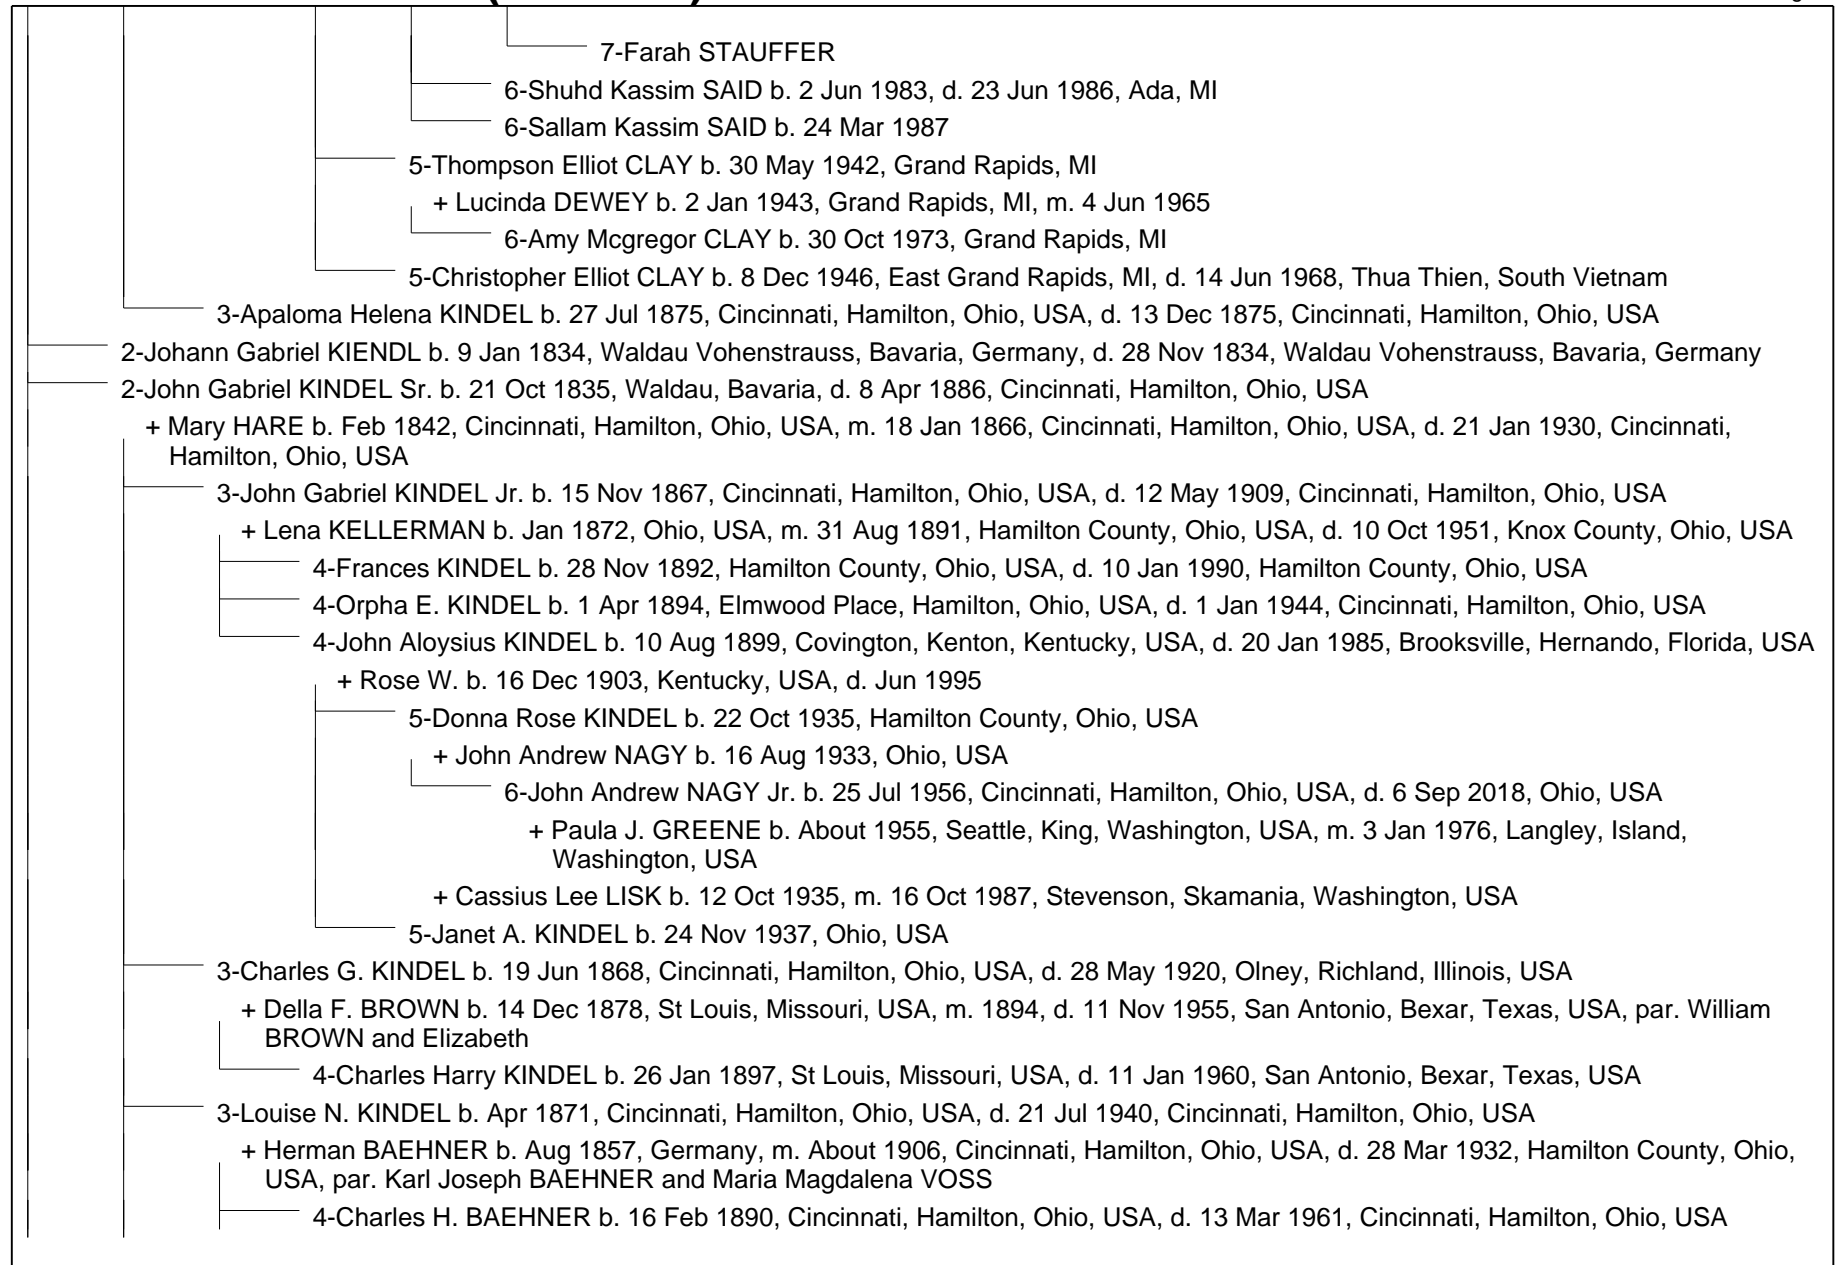 7-Farah STAUFFER
6-Shuhd Kassim SAID b. 2 Jun 1983, d. 23 Jun 1986, Ada, MI
6-Sallam Kassim SAID b. 24 Mar 1987
5-Thompson Elliot CLAY b. 30 May 1942, Grand Rapids, MI
+ Lucinda DEWEY b. 2 Jan 1943, Grand Rapids, MI, m. 4 Jun 1965
6-Amy Mcgregor CLAY b. 30 Oct 1973, Grand Rapids, MI
5-Christopher Elliot CLAY b. 8 Dec 1946, East Grand Rapids, MI, d. 14 Jun 1968, Thua Thien, South Vietnam
3-Apaloma Helena KINDEL b. 27 Jul 1875, Cincinnati, Hamilton, Ohio, USA, d. 13 Dec 1875, Cincinnati, Hamilton, Ohio, USA
2-Johann Gabriel KIENDL b. 9 Jan 1834, Waldau Vohenstrauss, Bavaria, Germany, d. 28 Nov 1834, Waldau Vohenstrauss, Bavaria, Germany
2-John Gabriel KINDEL Sr. b. 21 Oct 1835, Waldau, Bavaria, d. 8 Apr 1886, Cincinnati, Hamilton, Ohio, USA
+ Mary HARE b. Feb 1842, Cincinnati, Hamilton, Ohio, USA, m. 18 Jan 1866, Cincinnati, Hamilton, Ohio, USA, d. 21 Jan 1930, Cincinnati,
Hamilton, Ohio, USA
3-John Gabriel KINDEL Jr. b. 15 Nov 1867, Cincinnati, Hamilton, Ohio, USA, d. 12 May 1909, Cincinnati, Hamilton, Ohio, USA
+ Lena KELLERMAN b. Jan 1872, Ohio, USA, m. 31 Aug 1891, Hamilton County, Ohio, USA, d. 10 Oct 1951, Knox County, Ohio, USA
4-Frances KINDEL b. 28 Nov 1892, Hamilton County, Ohio, USA, d. 10 Jan 1990, Hamilton County, Ohio, USA
4-Orpha E. KINDEL b. 1 Apr 1894, Elmwood Place, Hamilton, Ohio, USA, d. 1 Jan 1944, Cincinnati, Hamilton, Ohio, USA
4-John Aloysius KINDEL b. 10 Aug 1899, Covington, Kenton, Kentucky, USA, d. 20 Jan 1985, Brooksville, Hernando, Florida, USA
+ Rose W. b. 16 Dec 1903, Kentucky, USA, d. Jun 1995
5-Donna Rose KINDEL b. 22 Oct 1935, Hamilton County, Ohio, USA
+ John Andrew NAGY b. 16 Aug 1933, Ohio, USA
6-John Andrew NAGY Jr. b. 25 Jul 1956, Cincinnati, Hamilton, Ohio, USA, d. 6 Sep 2018, Ohio, USA
+ Paula J. GREENE b. About 1955, Seattle, King, Washington, USA, m. 3 Jan 1976, Langley, Island,
Washington, USA
+ Cassius Lee LISK b. 12 Oct 1935, m. 16 Oct 1987, Stevenson, Skamania, Washington, USA
5-Janet A. KINDEL b. 24 Nov 1937, Ohio, USA
3-Charles G. KINDEL b. 19 Jun 1868, Cincinnati, Hamilton, Ohio, USA, d. 28 May 1920, Olney, Richland, Illinois, USA
+ Della F. BROWN b. 14 Dec 1878, St Louis, Missouri, USA, m. 1894, d. 11 Nov 1955, San Antonio, Bexar, Texas, USA, par. William
BROWN and Elizabeth
4-Charles Harry KINDEL b. 26 Jan 1897, St Louis, Missouri, USA, d. 11 Jan 1960, San Antonio, Bexar, Texas, USA
3-Louise N. KINDEL b. Apr 1871, Cincinnati, Hamilton, Ohio, USA, d. 21 Jul 1940, Cincinnati, Hamilton, Ohio, USA
+ Herman BAEHNER b. Aug 1857, Germany, m. About 1906, Cincinnati, Hamilton, Ohio, USA, d. 28 Mar 1932, Hamilton County, Ohio,
USA, par. Karl Joseph BAEHNER and Maria Magdalena VOSS
4-Charles H. BAEHNER b. 16 Feb 1890, Cincinnati, Hamilton, Ohio, USA, d. 13 Mar 1961, Cincinnati, Hamilton, Ohio, USA